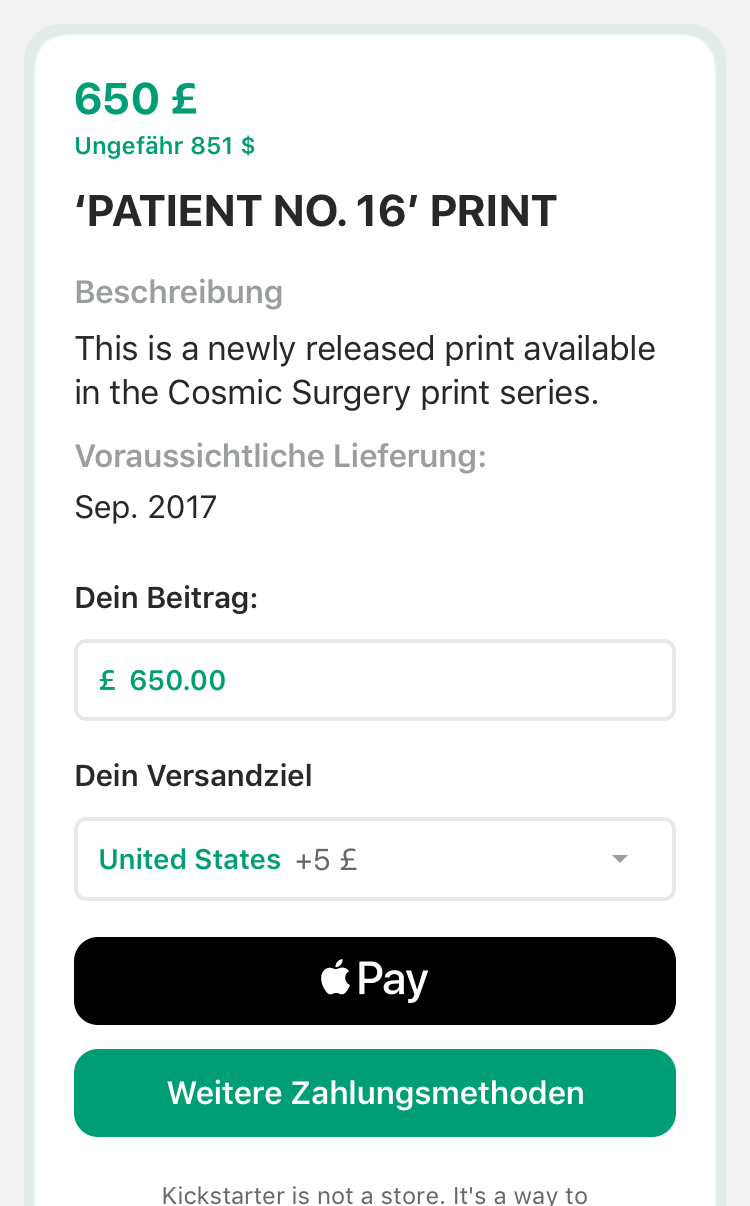 650 £
Ungefähr 851 $
‘PATIENT NO. 16’ PRINT
Beschreibung
This is a newly released print available
in the Cosmic Surgery print series.
Voraussichtliche Lieferung:
Sep. 2017
Dein Beitrag:
£ 650.00
Dein Versandziel
United States +5 £
Pay
Weitere Zahlungsmethoden
Kickstarter is not a store. It's a way to